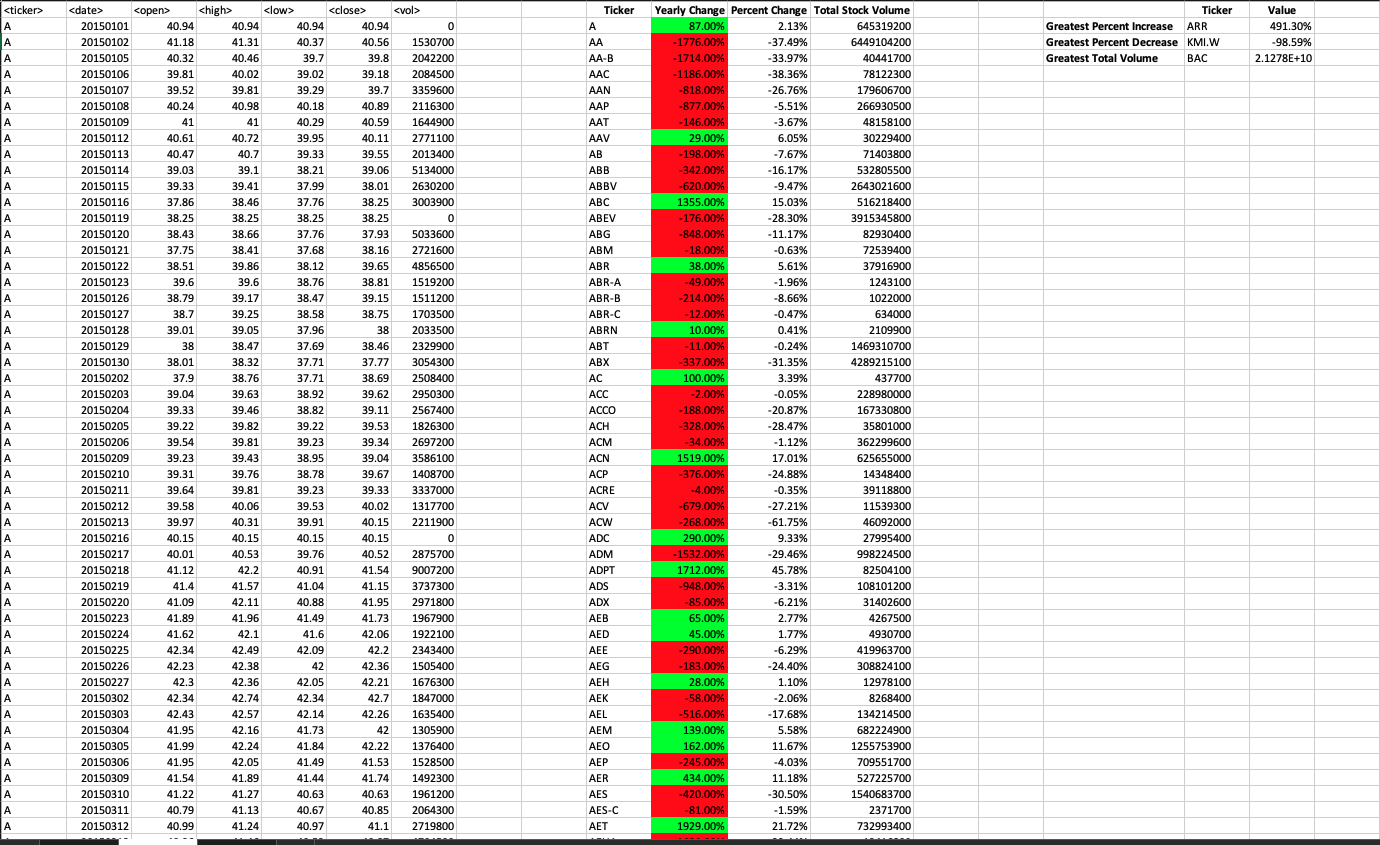 <ticker> <date> <open> <high> <low> <close> <vol> Ticker Yearly Change Percent Change Total Stock Volume Ticker Value
A 20150101 40.94 40.94 40.94 40.94 0 A 87.00% 2.13% 645319200 Greatest Percent Increase ARR 491.30%
A 20150102 41.18 41.31 40.37 40.56 1530700 AA -1776.00% -37.49% 6449104200 Greatest Percent Decrease KMI.W -98.59%
A 20150105 40.32 40.46 39.7 39.8 2042200 AA-B -1714.00% -33.97% 40441700 Greatest Total Volume BAC 2.1278E+10
A 20150106 39.81 40.02 39.02 39.18 2084500 AAC -1186.00% -38.36% 78122300
A 20150107 39.52 39.81 39.29 39.7 3359600 AAN -818.00% -26.76% 179606700
A 20150108 40.24 40.98 40.18 40.89 2116300 AAP -877.00% -5.51% 266930500
A 20150109 41 41 40.29 40.59 1644900 AAT -146.00% -3.67% 48158100
A 20150112 40.61 40.72 39.95 40.11 2771100 AAV 29.00% 6.05% 30229400
A 20150113 40.47 40.7 39.33 39.55 2013400 AB -198.00% -7.67% 71403800
A 20150114 39.03 39.1 38.21 39.06 5134000 ABB -342.00% -16.17% 532805500
A 20150115 39.33 39.41 37.99 38.01 2630200 ABBV -620.00% -9.47% 2643021600
A 20150116 37.86 38.46 37.76 38.25 3003900 ABC 1355.00% 15.03% 516218400
A 20150119 38.25 38.25 38.25 38.25 0 ABEV -176.00% -28.30% 3915345800
A 20150120 38.43 38.66 37.76 37.93 5033600 ABG -848.00% -11.17% 82930400
A 20150121 37.75 38.41 37.68 38.16 2721600 ABM -18.00% -0.63% 72539400
A 20150122 38.51 39.86 38.12 39.65 4856500 ABR 38.00% 5.61% 37916900
A 20150123 39.6 39.6 38.76 38.81 1519200 ABR-A -49.00% -1.96% 1243100
A 20150126 38.79 39.17 38.47 39.15 1511200 ABR-B -214.00% -8.66% 1022000
A 20150127 38.7 39.25 38.58 38.75 1703500 ABR-C -12.00% -0.47% 634000
A 20150128 39.01 39.05 37.96 38 2033500 ABRN 10.00% 0.41% 2109900
A 20150129 38 38.47 37.69 38.46 2329900 ABT -11.00% -0.24% 1469310700
A 20150130 38.01 38.32 37.71 37.77 3054300 ABX -337.00% -31.35% 4289215100
A 20150202 37.9 38.76 37.71 38.69 2508400 AC 100.00% 3.39% 437700
A 20150203 39.04 39.63 38.92 39.62 2950300 ACC -2.00% -0.05% 228980000
A 20150204 39.33 39.46 38.82 39.11 2567400 ACCO -188.00% -20.87% 167330800
A 20150205 39.22 39.82 39.22 39.53 1826300 ACH -328.00% -28.47% 35801000
A 20150206 39.54 39.81 39.23 39.34 2697200 ACM -34.00% -1.12% 362299600
A 20150209 39.23 39.43 38.95 39.04 3586100 ACN 1519.00% 17.01% 625655000
A 20150210 39.31 39.76 38.78 39.67 1408700 ACP -376.00% -24.88% 14348400
A 20150211 39.64 39.81 39.23 39.33 3337000 ACRE -4.00% -0.35% 39118800
A 20150212 39.58 40.06 39.53 40.02 1317700 ACV -679.00% -27.21% 11539300
A 20150213 39.97 40.31 39.91 40.15 2211900 ACW -268.00% -61.75% 46092000
A 20150216 40.15 40.15 40.15 40.15 0 ADC 290.00% 9.33% 27995400
A 20150217 40.01 40.53 39.76 40.52 2875700 ADM -1532.00% -29.46% 998224500
A 20150218 41.12 42.2 40.91 41.54 9007200 ADPT 1712.00% 45.78% 82504100
A 20150219 41.4 41.57 41.04 41.15 3737300 ADS -948.00% -3.31% 108101200
A 20150220 41.09 42.11 40.88 41.95 2971800 ADX -85.00% -6.21% 31402600
A 20150223 41.89 41.96 41.49 41.73 1967900 AEB 65.00% 2.77% 4267500
A 20150224 41.62 42.1 41.6 42.06 1922100 AED 45.00% 1.77% 4930700
A 20150225 42.34 42.49 42.09 42.2 2343400 AEE -290.00% -6.29% 419963700
A 20150226 42.23 42.38 42 42.36 1505400 AEG -183.00% -24.40% 308824100
A 20150227 42.3 42.36 42.05 42.21 1676300 AEH 28.00% 1.10% 12978100
A 20150302 42.34 42.74 42.34 42.7 1847000 AEK -58.00% -2.06% 8268400
A 20150303 42.43 42.57 42.14 42.26 1635400 AEL -516.00% -17.68% 134214500
A 20150304 41.95 42.16 41.73 42 1305900 AEM 139.00% 5.58% 682224900
A 20150305 41.99 42.24 41.84 42.22 1376400 AEO 162.00% 11.67% 1255753900
A 20150306 41.95 42.05 41.49 41.53 1528500 AEP -245.00% -4.03% 709551700
A 20150309 41.54 41.89 41.44 41.74 1492300 AER 434.00% 11.18% 527225700
A 20150310 41.22 41.27 40.63 40.63 1961200 AES -420.00% -30.50% 1540683700
A 20150311 40.79 41.13 40.67 40.85 2064300 AES-C -81.00% -1.59% 2371700
A 20150312 40.99 41.24 40.97 41.1 2719800 AET 1929.00% 21.72% 732993400